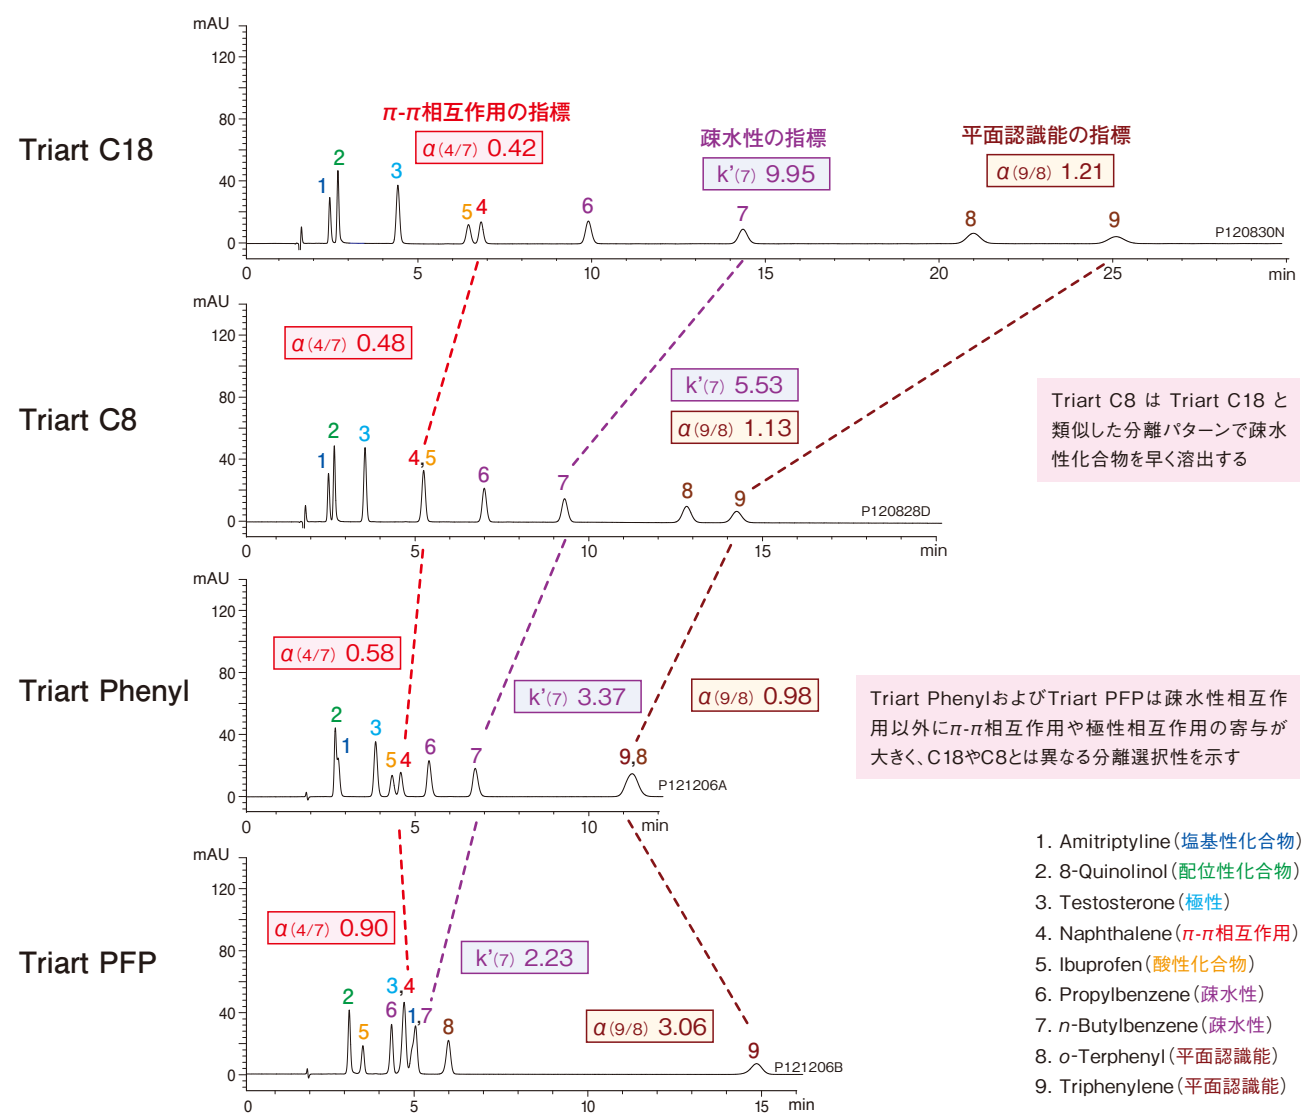 mAU
120
80
40
0
Triart C18
π-π相互作用の指標
α(4/7) 0.42
疎水性の指標
k'(7) 9.95
平面認識能の指標
α(9/8) 1.21
1
2
3
5
4
6
7
8
9
P120830N
0
5
10
15
20
25
min
mAU
120
80
40
0
Triart C8
α(4/7) 0.48
k'(7) 5.53
α(9/8) 1.13
1
2
3
4,5
6
7
8
9
P120828D
0
5
10
15
min
Triart C8 は Triart C18 と
類似した分離パターンで疎水
性化合物を早く溶出する
mAU
120
80
40
0
Triart Phenyl
α(4/7) 0.58
k'(7) 3.37
α(9/8) 0.98
2
1
3
5
4
6
7
9,8
P121206A
0
5
10
min
Triart PhenylおよびTriart PFPは疎水性相互作
用以外にπ-π相互作用や極性相互作用の寄与が
大きく、C18やC8とは異なる分離選択性を示す
mAU
120
80
40
0
Triart PFP
α(4/7) 0.90
k'(7) 2.23
α(9/8) 3.06
2
5
6
3,4
1,7
8
9
P121206B
0
5
10
15
min
1. Amitriptyline(塩基性化合物)
2. 8-Quinolinol(配位性化合物)
3. Testosterone(極性)
4. Naphthalene(π-π相互作用)
5. Ibuprofen(酸性化合物)
6. Propylbenzene(疎水性)
7. n-Butylbenzene(疎水性)
8. o-Terphenyl(平面認識能)
9. Triphenylene(平面認識能)